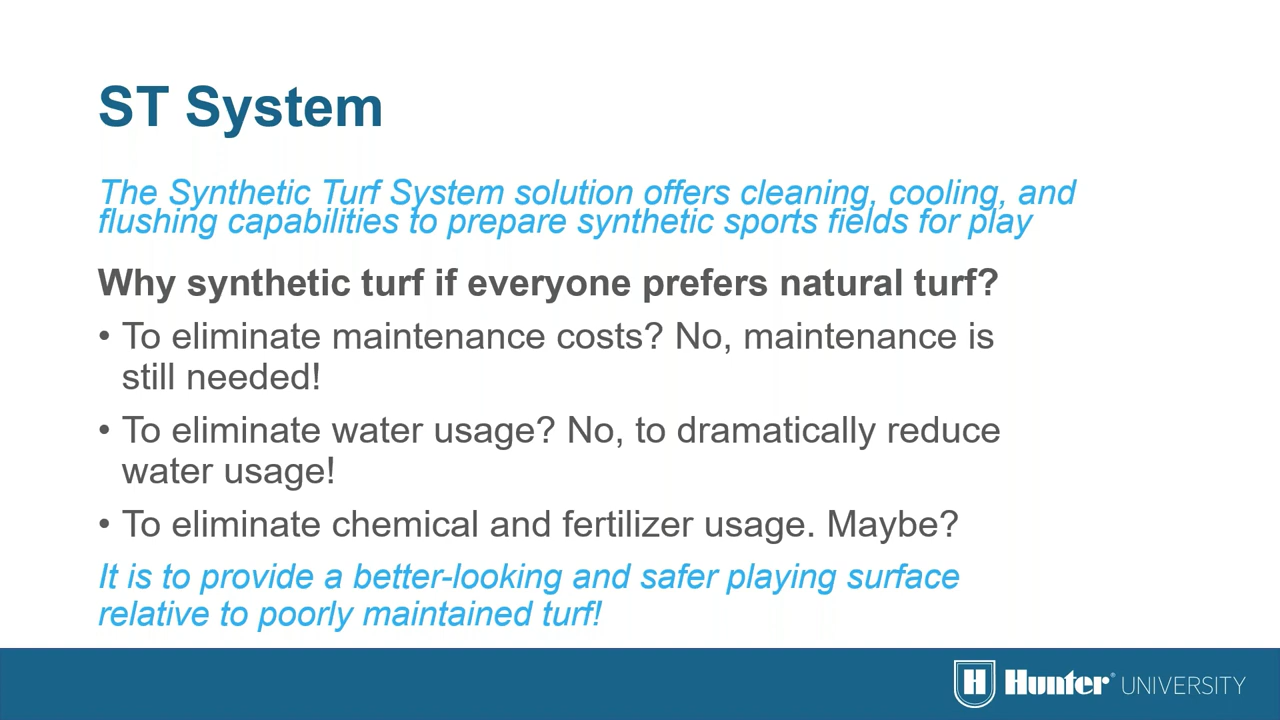 ST System
The Synthetic Turf System solution offers cleaning, cooling, and
flushing capabilities to prepare synthetic sports fields for play
Why synthetic turf if everyone prefers natural turf?
• To eliminate maintenance costs? No, maintenance is
still needed!
• To eliminate water usage? No, to dramatically reduce
water usage!
• To eliminate chemical and fertilizer usage. Maybe?
It is to provide a better-looking and safer playing surface
relative to poorly maintained turf!
H Hunter® UNIVERSITY